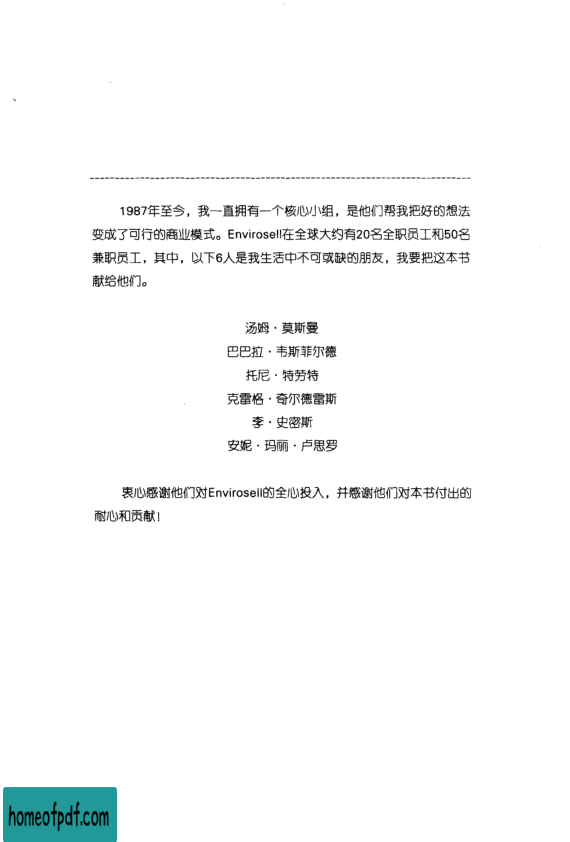 1987年至今，我一直拥有一个核心小组，是他们帮我把好的想法
变成了可行的商业模式。Envirosell在全球大约有20名全职员工和50名
兼职员工，其中，以下6人是我生活中不可或缺的朋友，我要把这本书
献给他们。
汤姆·莫斯曼
巴巴拉·韦斯菲尔德
托尼·特劳特
克雷格·奇尔德雷斯
李·史密斯
安妮·玛丽·卢思罗
衷心感谢他们对Envirosell的全心投入，并感谢他们对本书付出的
耐心和贡献！
homeofpdf.com